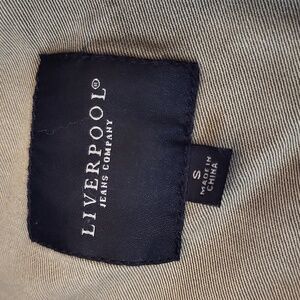 LIVERPOOL®
JEANS COMPANY
S
MADE IN
CHINA